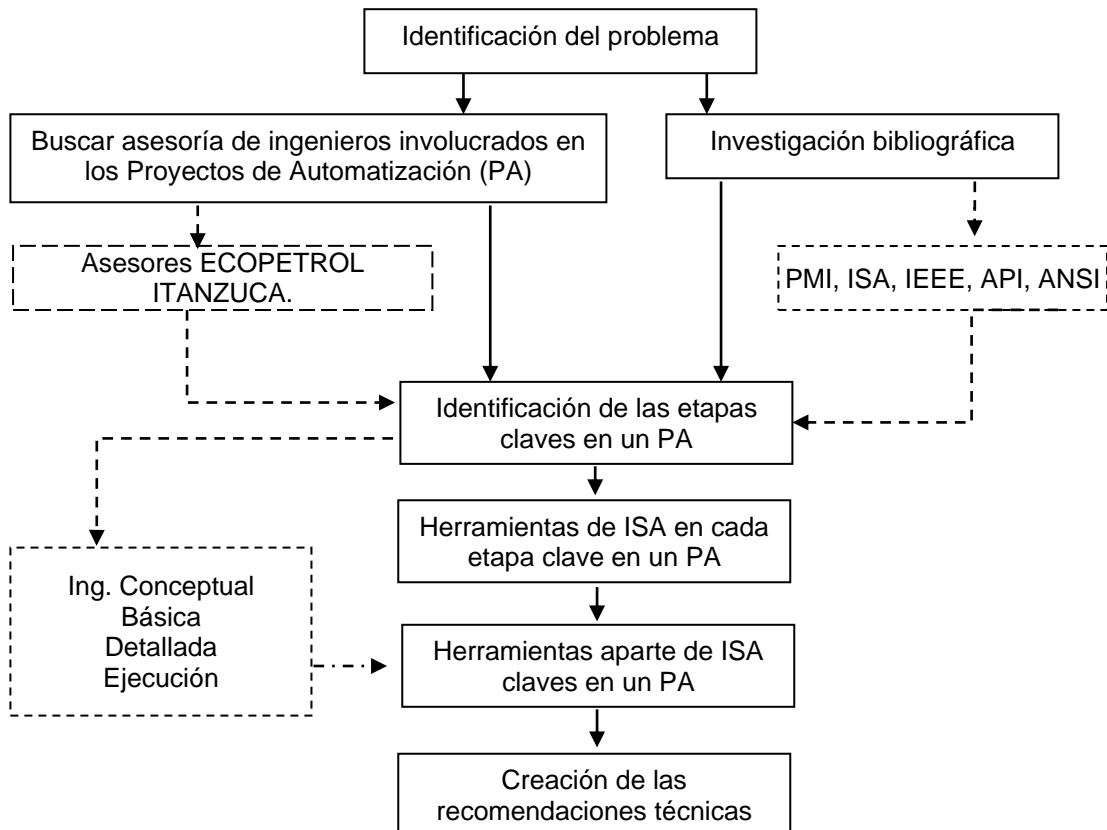 Identificación del problema
Buscar asesoría de ingenieros involucrados en
los Proyectos de Automatización (PA)
Investigación bibliográfica
Asesores ECOPETROL
ITANZUCA.
PMI, ISA, IEEE, API, ANSI
Identificación de las etapas
claves en un PA
Herramientas de ISA en cada
etapa clave en un PA
Ing. Conceptual
Básica
Detallada
Ejecución
Herramientas aparte de ISA
claves en un PA
Creación de las
recomendaciones técnicas